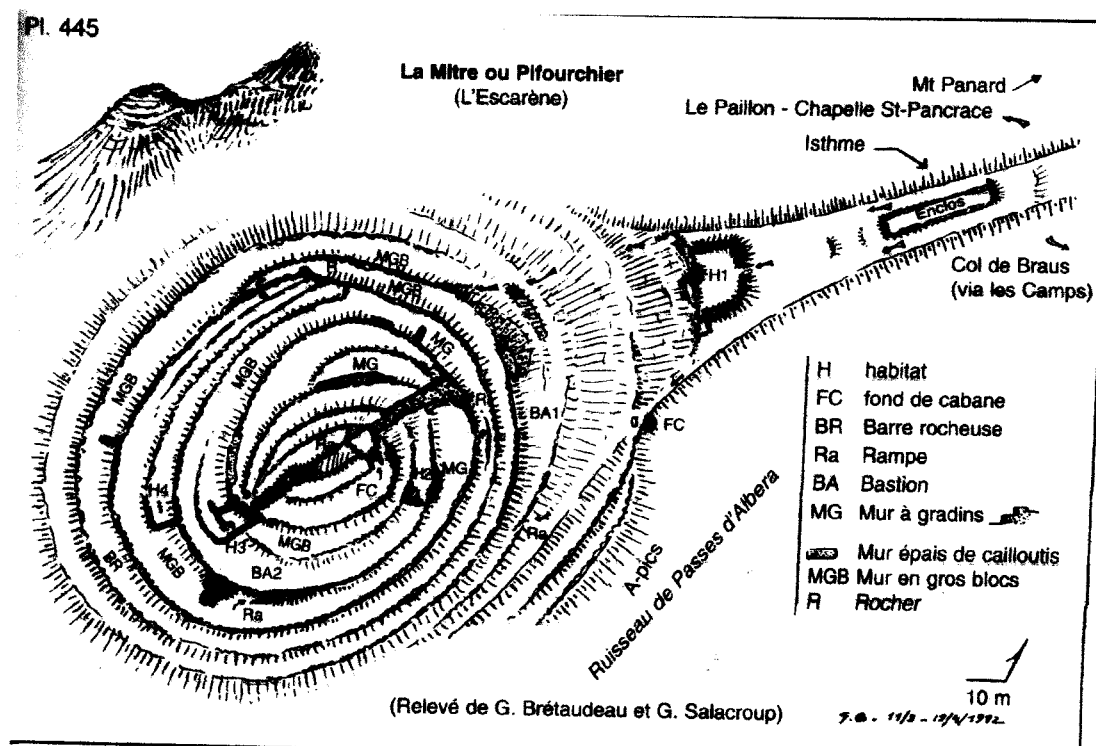 Pl. 445
La Mitre ou Pifourchier
(L'Escarène)
Mt Panard
Le Paillon - Chapelle St-Pancrace
Isthme
Enclos
Col de Braus
(via les Camps)
H1
MGB
R
MGB
MGB
MGB
MG
MG
R
BA1
FC
H2
MG
FC
H4
MGB
H3
BA2
MGB
BR
Ra
Ra
A-pics
Ruisseau de Passes d'Albera
H habitat
FC fond de cabane
BR Barre rocheuse
Ra Rampe
BA Bastion
MG Mur à gradins
Mur épais de cailloutis
MGB Mur en gros blocs
R Rocher
10 m
(Relevé de G. Brétaudeau et G. Salacroup)